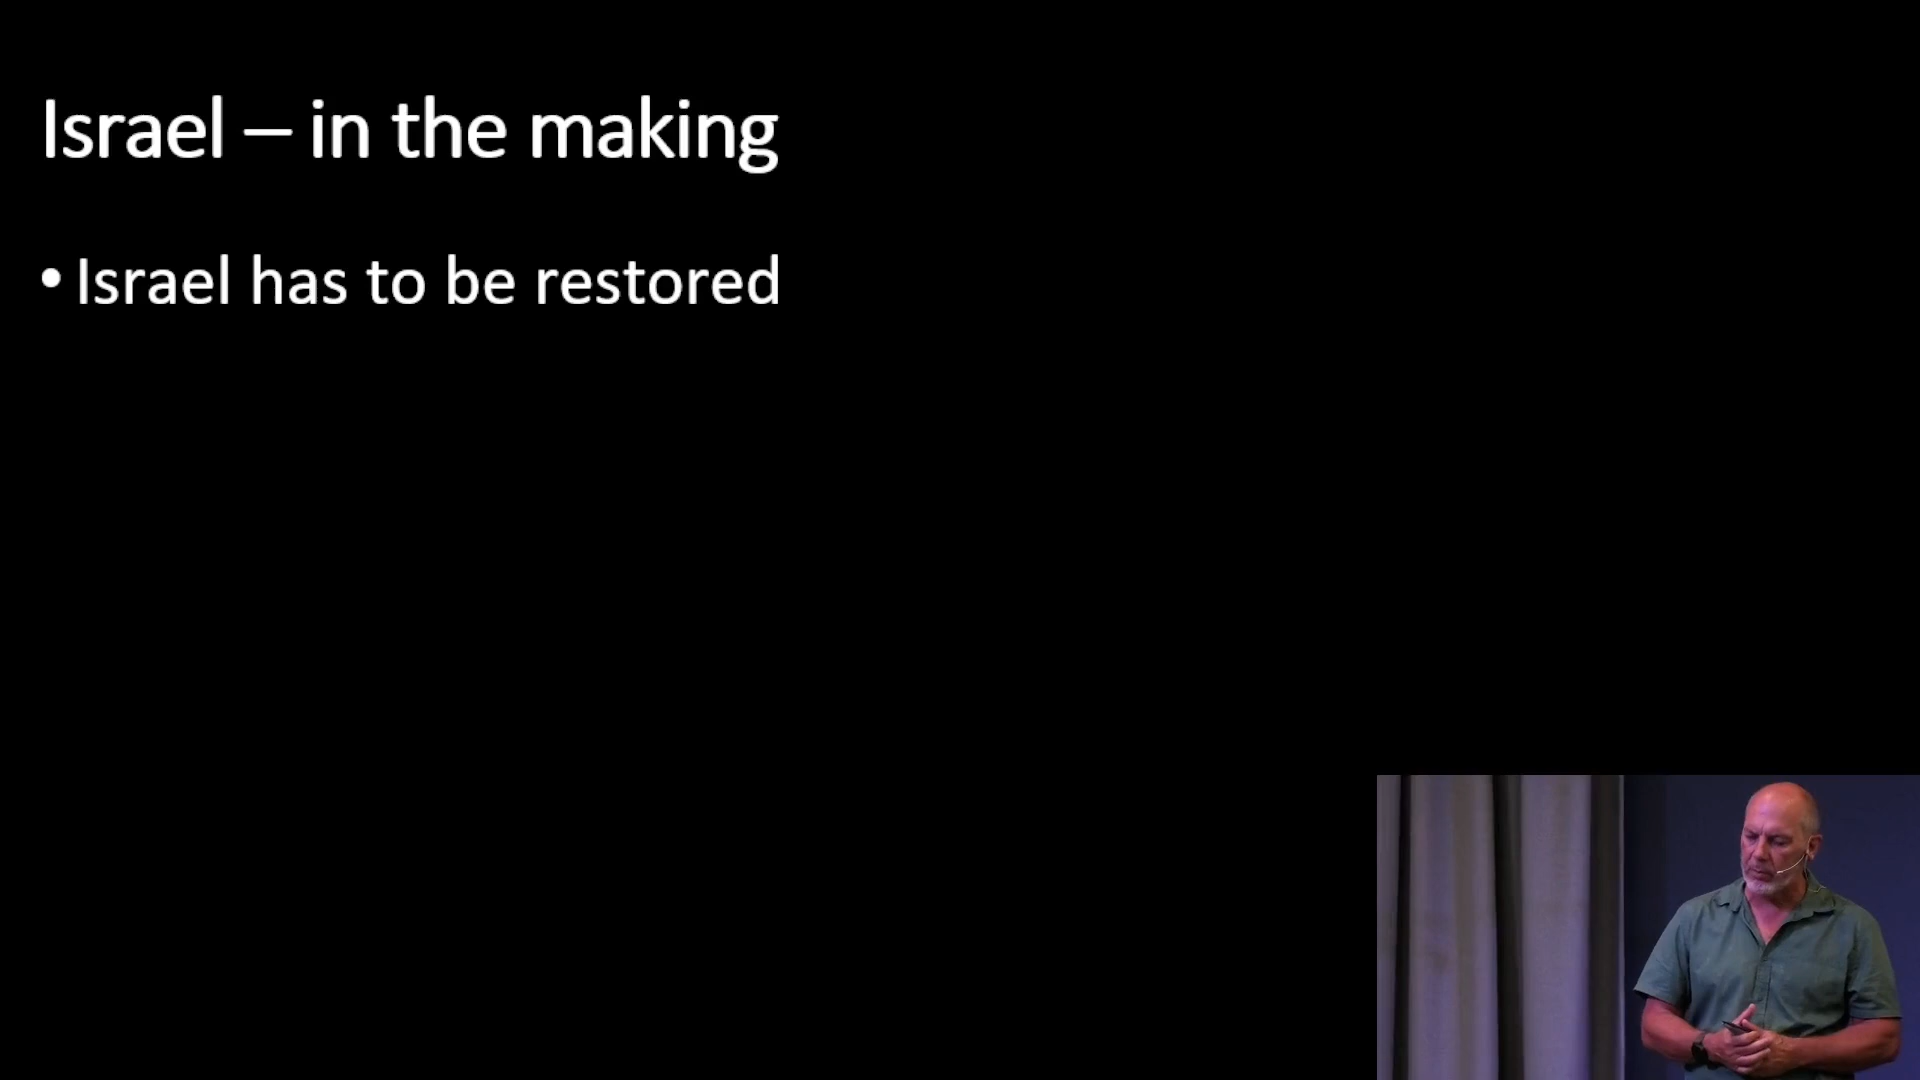 Israel – in the making
• Israel has to be restored